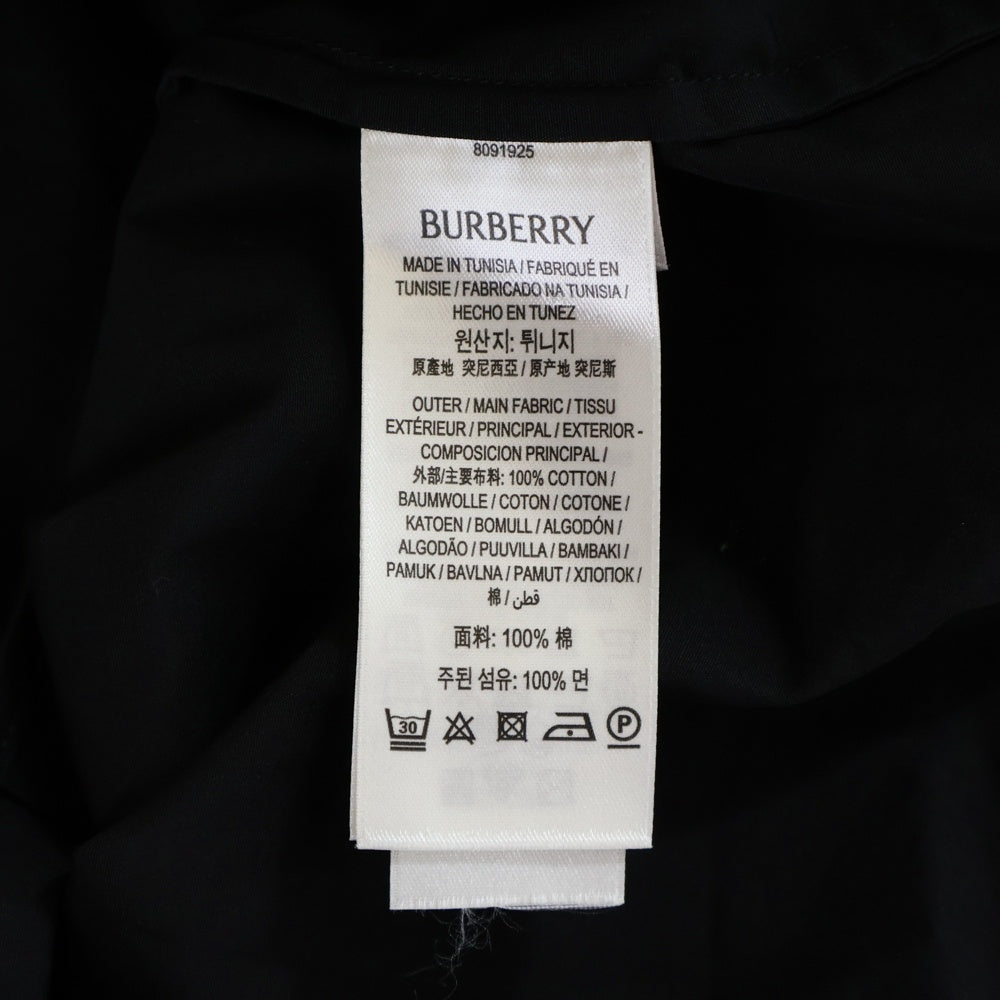 8091925
BURBERRY
MADE IN TUNISIA / FABRIQUÉ EN
TUNISIE / FABRICADO NA TUNISIA /
HECHO EN TUNEZ
원산지: 튀니지
原產地 突尼西亞 / 原产地 突尼斯
OUTER / MAIN FABRIC / TISSU
EXTÉRIEUR / PRINCIPAL / EXTERIOR -
COMPOSICION PRINCIPAL /
外部/主要布料: 100% COTTON /
BAUMWOLLE / COTON / COTONE /
KATOEN / BOMULL / ALGODÓN /
ALGODÃO / PUUVILLA / BAMBAKI /
PAMUK / BAVLNA / PAMUT / ХЛОПОК /
棉 / قطن
面料: 100% 棉
주된 섬유: 100% 면
30 P